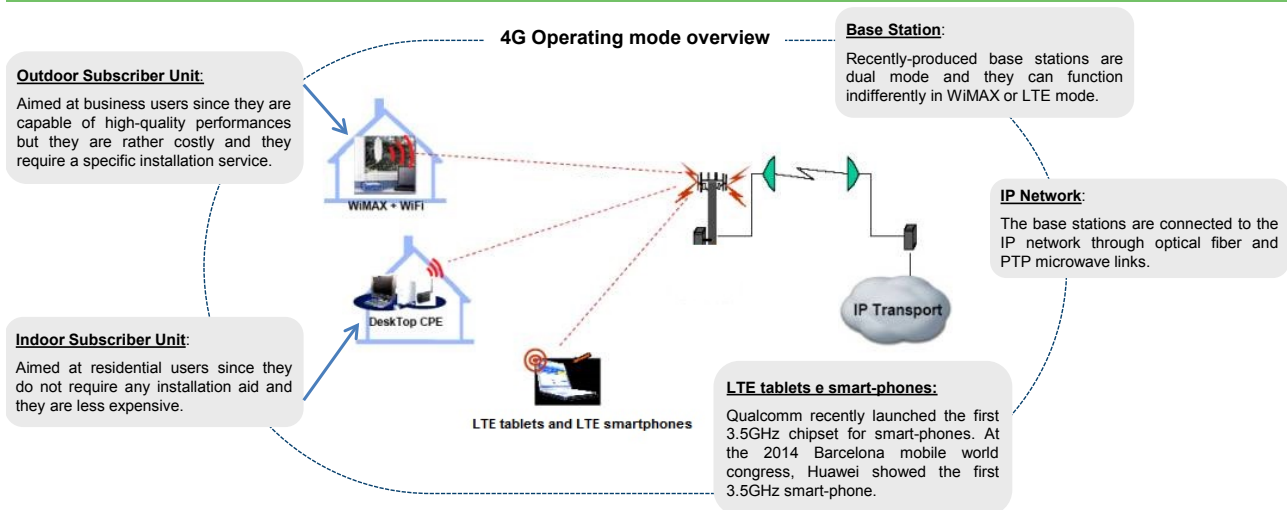 4G Operating mode overview
Outdoor Subscriber Unit:
Aimed at business users since they are
capable of high-quality performances
but they are rather costly and they
require a specific installation service.
Base Station:
Recently-produced base stations are
dual mode and they can function
indifferently in WiMAX or LTE mode.
WiMAX + WiFi
IP Network:
The base stations are connected to the
IP network through optical fiber and
PTP microwave links.
DeskTop CPE
IP Transport
Indoor Subscriber Unit:
Aimed at residential users since they
do not require any installation aid and
they are less expensive.
LTE tablets and LTE smartphones
LTE tablets e smart-phones:
Qualcomm recently launched the first
3.5GHz chipset for smart-phones. At
the 2014 Barcelona mobile world
congress, Huawei showed the first
3.5GHz smart-phone.